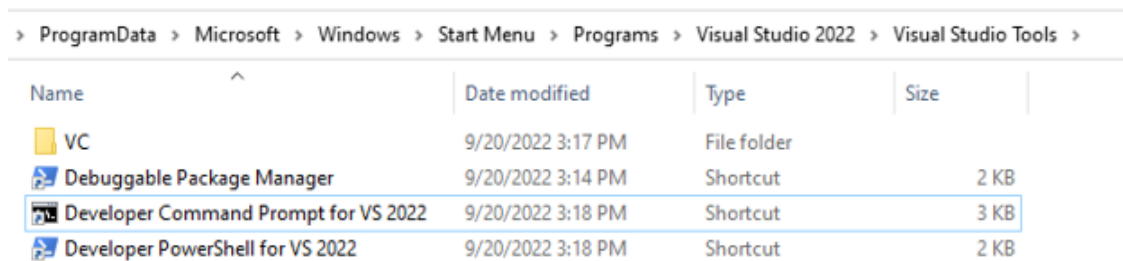 > ProgramData > Microsoft > Windows > Start Menu > Programs > Visual Studio 2022 > Visual Studio Tools >
Name Date modified Type Size
VC 9/20/2022 3:17 PM File folder
Debuggable Package Manager 9/20/2022 3:14 PM Shortcut 2 KB
Developer Command Prompt for VS 2022 9/20/2022 3:18 PM Shortcut 3 KB
Developer PowerShell for VS 2022 9/20/2022 3:18 PM Shortcut 2 KB